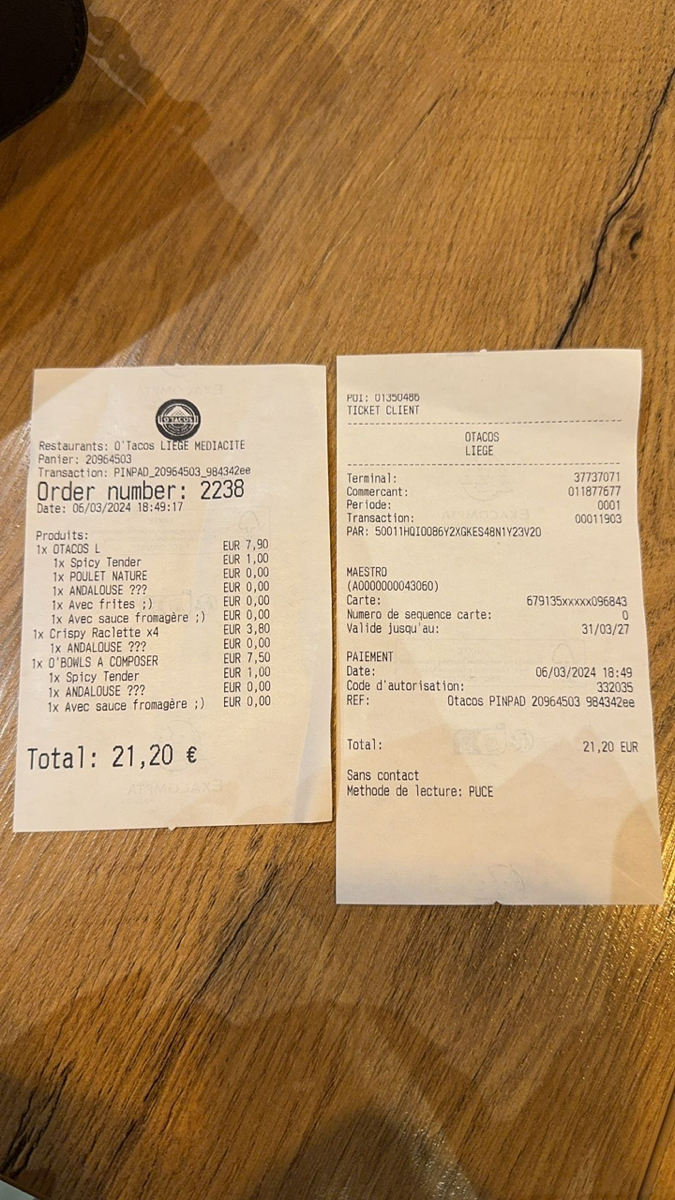 O'TACOS
Restaurants: O'Tacos LIEGE MEDIACITE
Panier: 20964503
Transaction: PINPAD_20964503_984342ee
Order number: 2238
Date: 06/03/2024 18:49:17
Produits:
1x OTACOS L EUR 7,90
1x Spicy Tender EUR 1,00
1x POULET NATURE EUR 0,00
1x ANDALOUSE ??? EUR 0,00
1x Avec frites ;) EUR 0,00
1x Avec sauce fromagère ;) EUR 0,00
1x Crispy Raclette x4 EUR 3,80
1x ANDALOUSE ??? EUR 0,00
1x O'BOWLS A COMPOSER EUR 7,50
1x Spicy Tender EUR 1,00
1x ANDALOUSE ??? EUR 0,00
1x Avec sauce fromagère ;) EUR 0,00
Total: 21,20 €
POI: 01350486
TICKET CLIENT
OTACOS
LIEGE
Terminal: 37737071
Commercant: 011877677
Periode: 0001
Transaction: 00011903
PAR: 50011HQI0086Y2XGKES48N1Y23V20
MAESTRO
(A0000000043060)
Carte: 679135xxxxx096843
Numero de sequence carte: 0
Valide jusqu'au: 31/03/27
PAIEMENT
Date: 06/03/2024 18:49
Code d'autorisation: 332035
REF: Otacos PINPAD 20964503 984342ee
Total: 21,20 EUR
Sans contact
Methode de lecture: PUCE